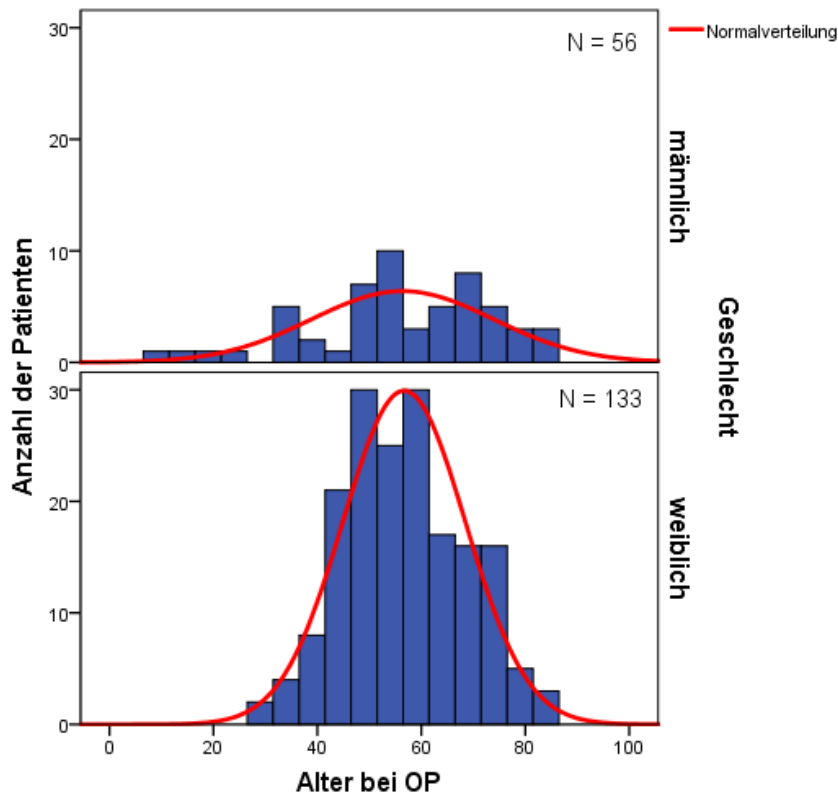 30
20
10
0
N = 56
männlich
Normalverteilung
Anzahl der Patienten
Geschlecht
30
20
10
0
N = 133
weiblich
0 20 40 60 80 100
Alter bei OP